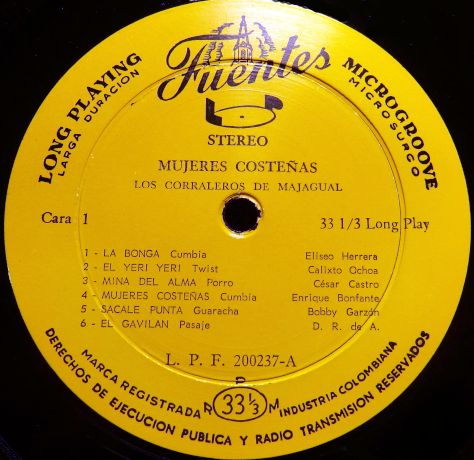 Fuentes
LONG PLAYING
LARGA DURACION
MICROGROOVE
MICROSURCO
STEREO
MUJERES COSTEÑAS
LOS CORRALEROS DE MAJAGUAL
Cara 1
33 1/3 Long Play
1 - LA BONGA Cumbia Eliseo Herrera
2 - EL YERI YERI Twist Calixto Ochoa
3 - MINA DEL ALMA Porro César Castro
4 - MUJERES COSTEÑAS Cumbia Enrique Bonfante
5 - SACALE PUNTA Guaracha Bobby Garzón
6 - EL GAVILAN Pasaje D. R. de A.
L. P. F. 200237-A
D
MARCA REGISTRADA R 33 1/3 M INDUSTRIA COLOMBIANA
DERECHOS DE EJECUCION PUBLICA Y RADIO TRANSMISION RESERVADOS